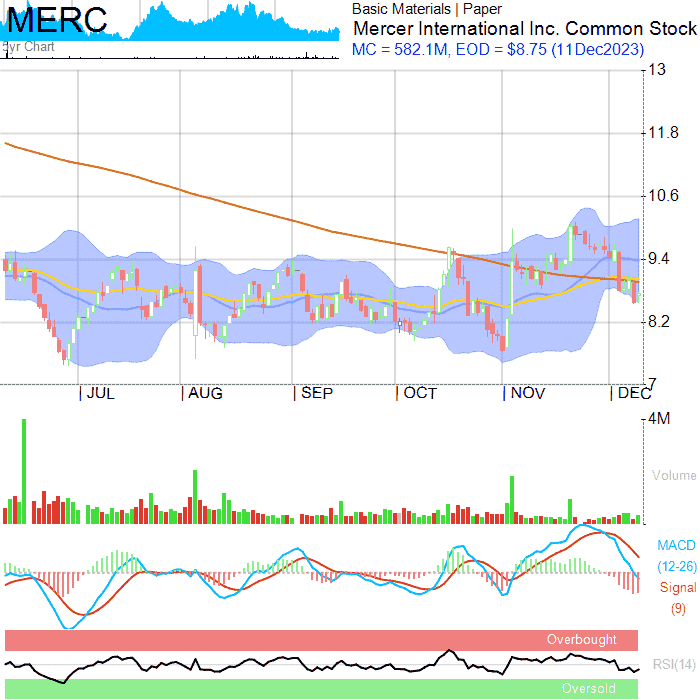 MERC
5yr Chart
Basic Materials | Paper
Mercer International Inc. Common Stock
MC = 582.1M, EOD = $8.75 (11Dec2023)
13
11.8
10.6
9.4
8.2
7
JUL AUG SEP OCT NOV DEC
4M
Volume
MACD
(12-26)
Signal
(9)
Overbought
RSI(14)
Oversold